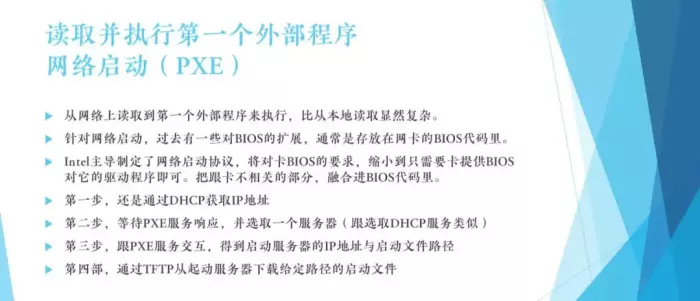 读取并执行第一个外部程序
网络启动（PXE）
从网络上读取到第一个外部程序来执行，比从本地读取显然复杂。
针对网络启动，过去有一些对BIOS的扩展，通常是存放在网卡的BIOS代码里。
Intel主导制定了网络启动协议，将对卡BIOS的要求，缩小到只需要卡提供BIOS
对它的驱动程序即可。把跟卡不相关的部分，融合进BIOS代码里。
第一步，还是通过DHCP获取IP地址
第二步，等待PXE服务响应，并选取一个服务器（跟选取DHCP服务类似）
第三步，跟PXE服务交互，得到启动服务器的IP地址与启动文件路径
第四部，通过TFTP从起动服务器下载给定路径的启动文件